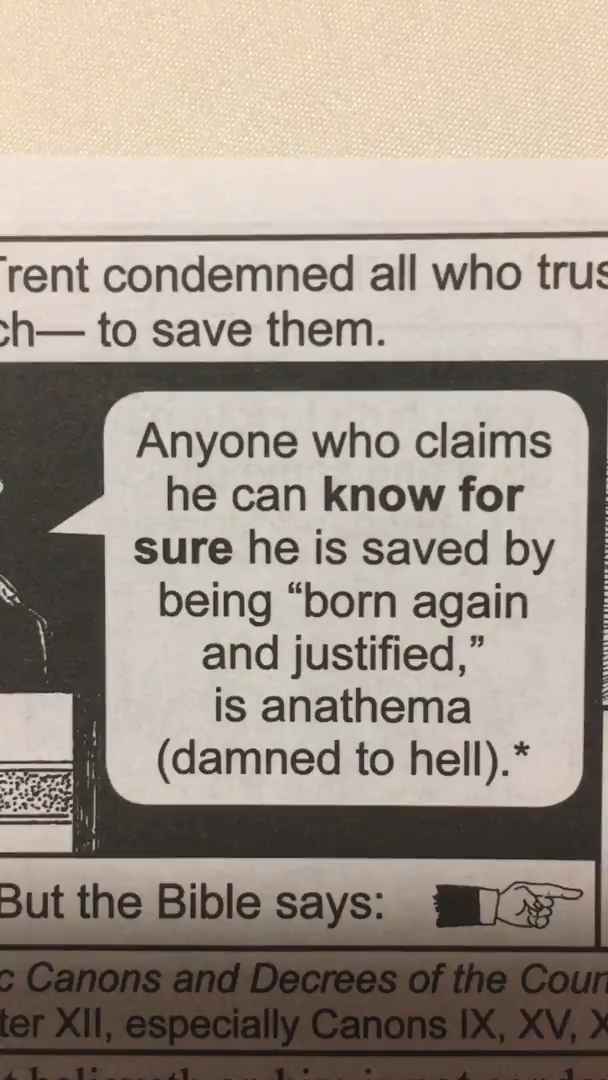 Trent condemned all who trus
ch— to save them.
Anyone who claims
he can know for
sure he is saved by
being “born again
and justified,”
is anathema
(damned to hell).*
But the Bible says:
c Canons and Decrees of the Coun
ter XII, especially Canons IX, XV, X